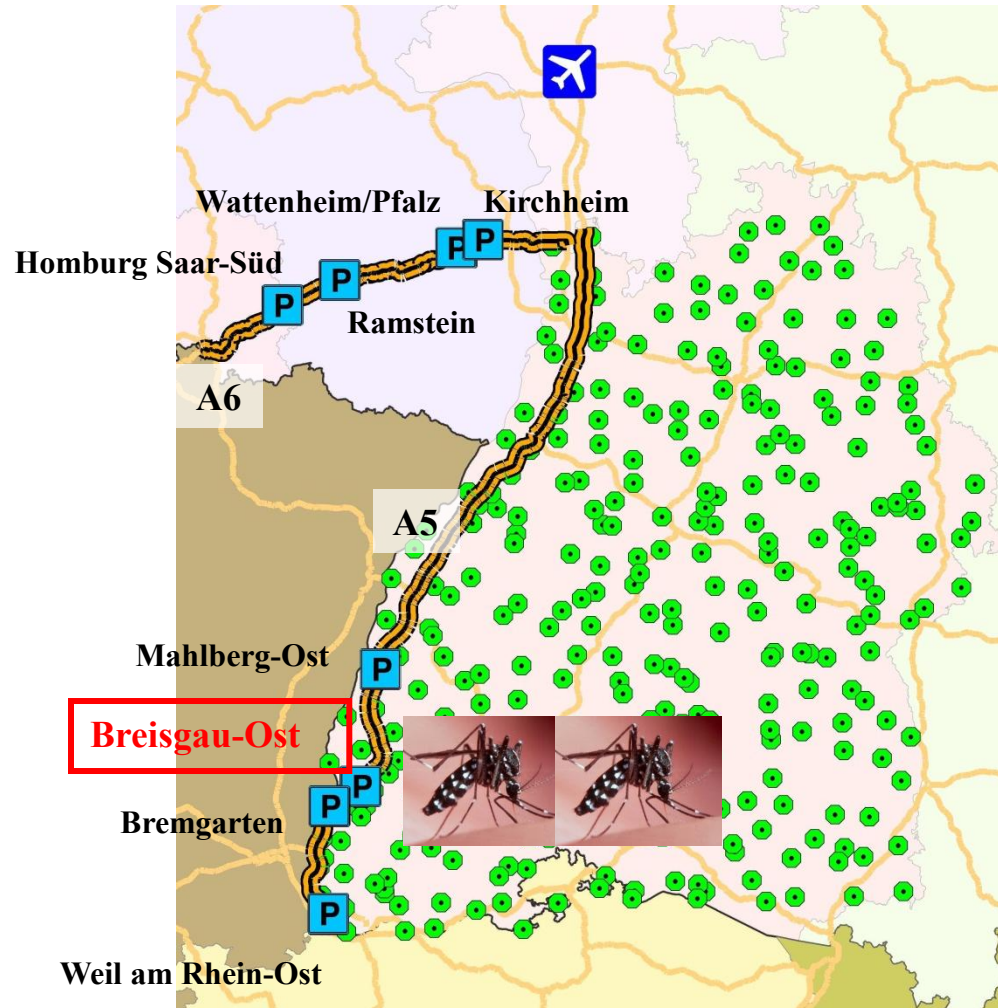 Wattenheim/Pfalz
Kirchheim
Homburg Saar-Süd
P
P
P
P
Ramstein
A6
A5
Mahlberg-Ost
P
Breisgau-Ost
P
P
Bremgarten
P
Weil am Rhein-Ost